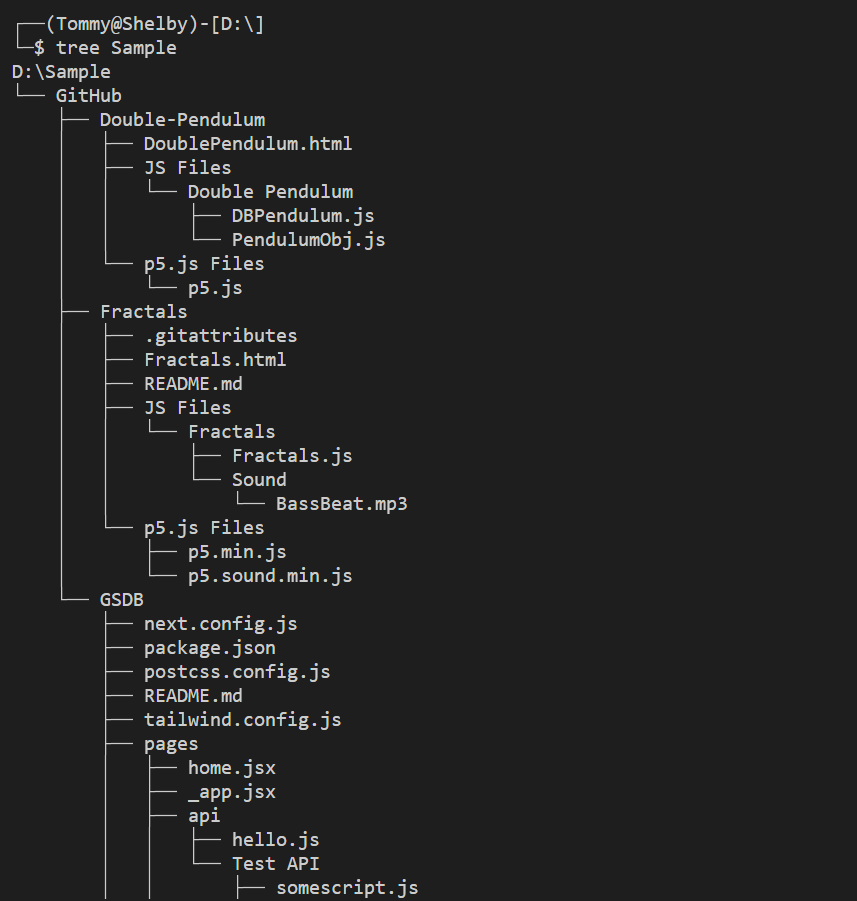 ┌──(Tommy@Shelby)-[D:\]
└─$ tree Sample
D:\Sample
└── GitHub
    ├── Double-Pendulum
    │   ├── DoublePendulum.html
    │   ├── JS Files
    │   │   └── Double Pendulum
    │   │       ├── DBPendulum.js
    │   │       └── PendulumObj.js
    │   └── p5.js Files
    │       └── p5.js
    ├── Fractals
    │   ├── .gitattributes
    │   ├── Fractals.html
    │   ├── README.md
    │   ├── JS Files
    │   │   └── Fractals
    │   │       ├── Fractals.js
    │   │       └── Sound
    │   │           └── BassBeat.mp3
    │   └── p5.js Files
    │       ├── p5.min.js
    │       └── p5.sound.min.js
    └── GSDB
        ├── next.config.js
        ├── package.json
        ├── postcss.config.js
        ├── README.md
        ├── tailwind.config.js
        ├── pages
        │   ├── home.jsx
        │   ├── _app.jsx
        │   ├── api
        │   │   ├── hello.js
        │   │   └── Test API
        │   │       ├── somescript.js